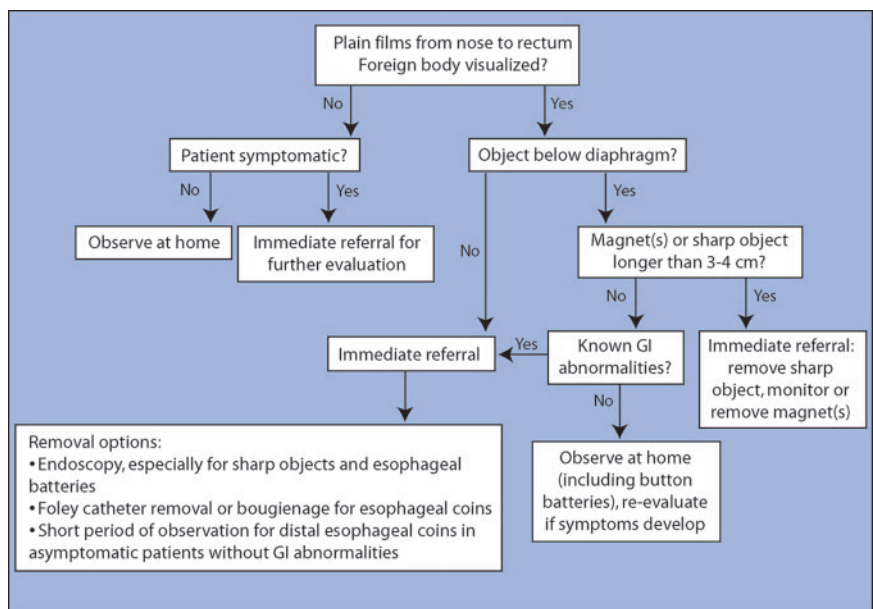 Plain films from nose to rectum
Foreign body visualized?
No
Yes
Patient symptomatic?
Object below diaphragm?
No
Yes
No
Yes
Observe at home
Immediate referral for
further evaluation
Magnet(s) or sharp object
longer than 3-4 cm?
No
Yes
Immediate referral
Yes
Known GI
abnormalities?
Immediate referral:
remove sharp
object, monitor or
remove magnet(s)
No
Removal options:
•Endoscopy, especially for sharp objects and esophageal
batteries
•Foley catheter removal or bougienage for esophageal coins
•Short period of observation for distal esophageal coins in
asymptomatic patients without GI abnormalities
Observe at home
(including button
batteries), re-evaluate
if symptoms develop